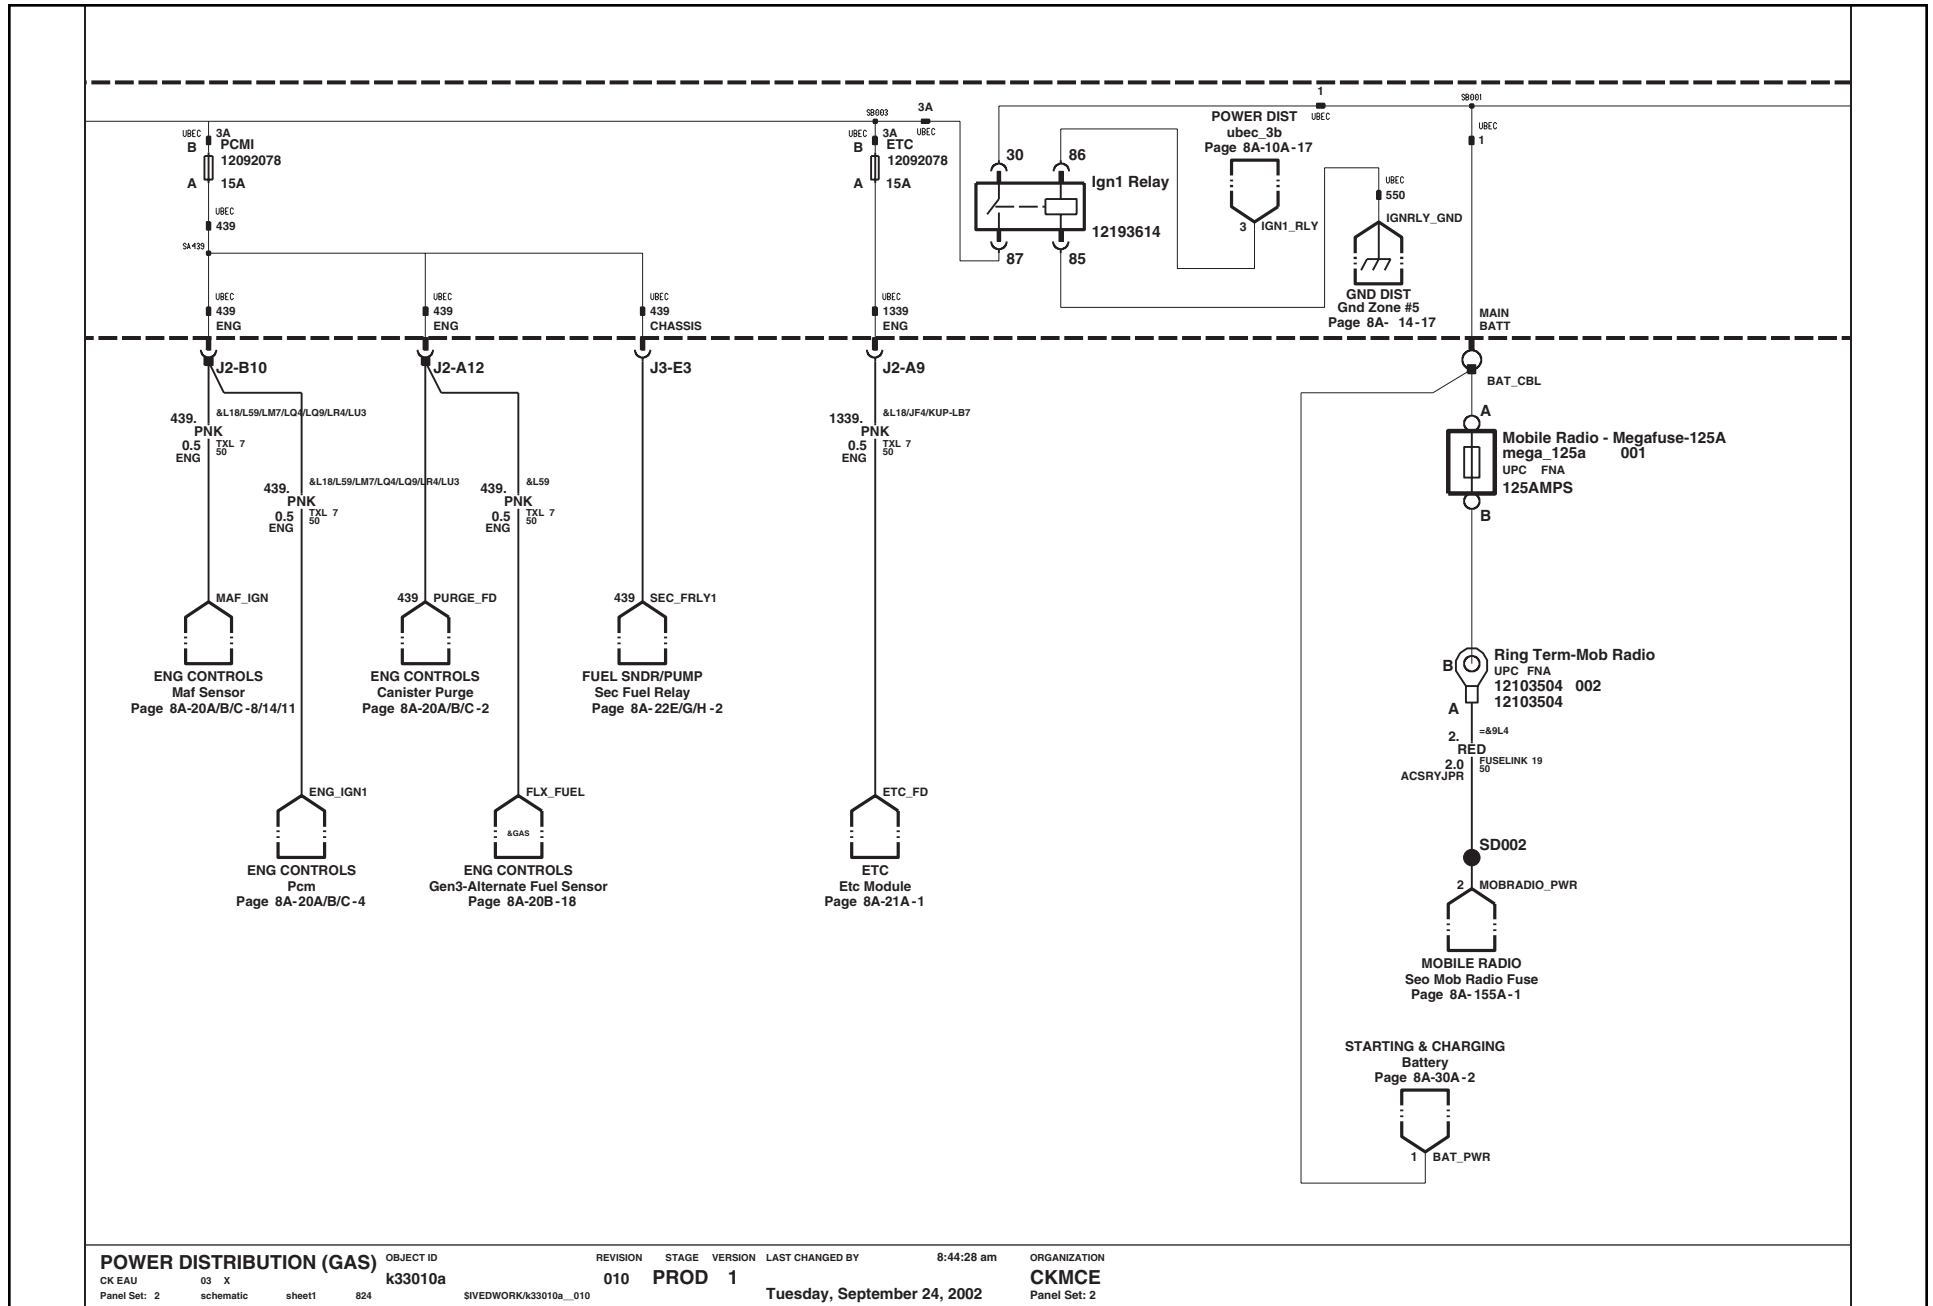 1
UBEC
SB001
UBEC
1
SB003
3A
UBEC
UBEC 3A
B PCMI
12092078
A 15A
UBEC
439
SA439
UBEC 3A
B ETC
12092078
A 15A
30 86
Ign1 Relay
12193614
87 85
POWER DIST
ubec_3b
Page 8A-10A-17
3 IGN1_RLY
UBEC
550
IGNRLY_GND
GND DIST
Gnd Zone #5
Page 8A- 14-17
UBEC
439
ENG
UBEC
439
ENG
UBEC
439
CHASSIS
UBEC
1339
ENG
MAIN
BATT
J2-B10
J2-A12
J3-E3
J2-A9
BAT_CBL
439. &L18/L59/LM7/LQ4/LQ9/LR4/LU3
PNK
0.5 TXL 7
ENG 50
439. &L18/L59/LM7/LQ4/LQ9/LR4/LU3
PNK
0.5 TXL 7
ENG 50
439. &L59
PNK
0.5 TXL 7
ENG 50
1339. &L18/JF4/KUP-LB7
PNK
0.5 TXL 7
ENG 50
A
Mobile Radio - Megafuse-125A
mega_125a 001
UPC FNA
125AMPS
B
MAF_IGN
ENG CONTROLS
Maf Sensor
Page 8A-20A/B/C-8/14/11
439 PURGE_FD
ENG CONTROLS
Canister Purge
Page 8A-20A/B/C-2
439 SEC_FRLY1
FUEL SNDR/PUMP
Sec Fuel Relay
Page 8A-22E/G/H-2
B Ring Term-Mob Radio
UPC FNA
12103504 002
12103504
A
2. =&9L4
RED
2.0 FUSELINK 19
ACSRYJPR 50
ENG_IGN1
ENG CONTROLS
Pcm
Page 8A-20A/B/C-4
FLX_FUEL
&GAS
ENG CONTROLS
Gen3-Alternate Fuel Sensor
Page 8A-20B-18
ETC_FD
ETC
Etc Module
Page 8A-21A-1
SD002
2 MOBRADIO_PWR
MOBILE RADIO
Seo Mob Radio Fuse
Page 8A-155A-1
STARTING & CHARGING
Battery
Page 8A-30A-2
1 BAT_PWR
POWER DISTRIBUTION (GAS) OBJECT ID REVISION STAGE VERSION LAST CHANGED BY 8:44:28 am ORGANIZATION
CK EAU 03 X k33010a 010 PROD 1 CKMCE
Panel Set: 2 schematic sheet1 824 $IVEDWORK/k33010a__010 Tuesday, September 24, 2002 Panel Set: 2